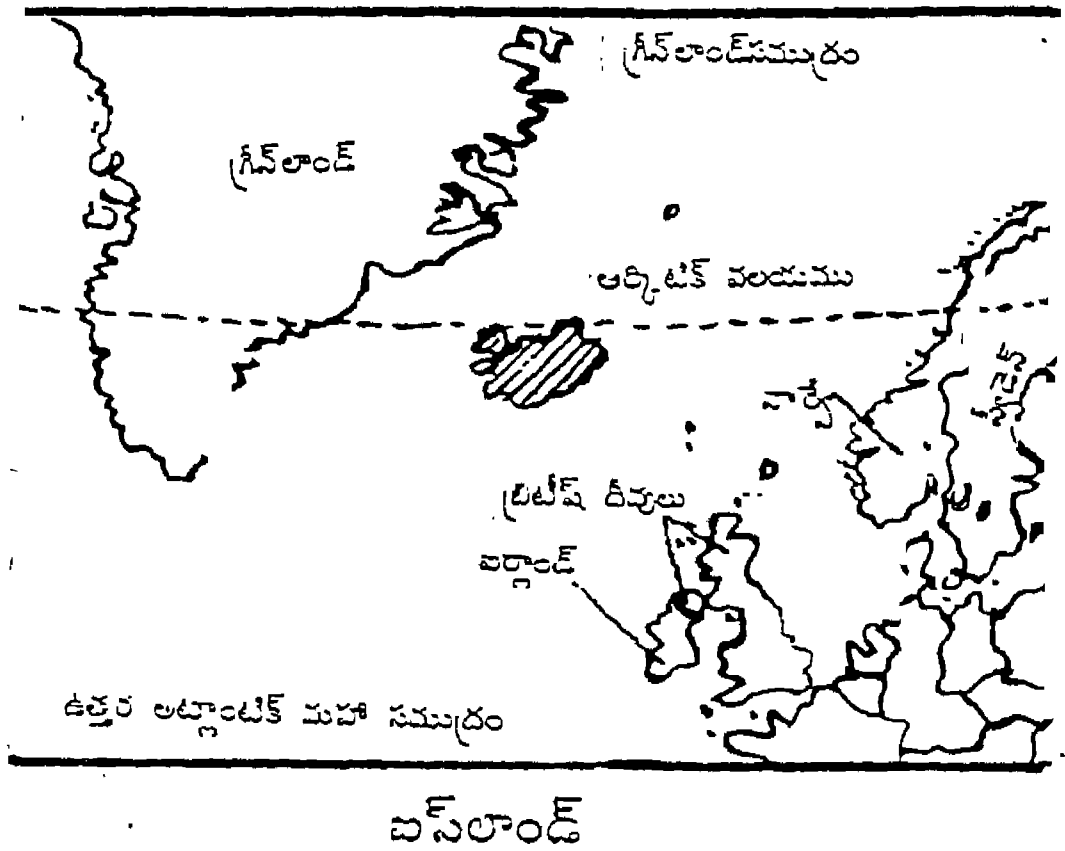 గ్రీన్‌లాండ్‌సముద్రం
గ్రీన్‌లాండ్
ఆర్కిటిక్ వలయము
నార్వే
స్వీడన్
బ్రిటీష్ దీవులు
ఐర్లాండ్
ఉత్తర అట్లాంటిక్ మహా సముద్రం
ఐస్‌లాండ్